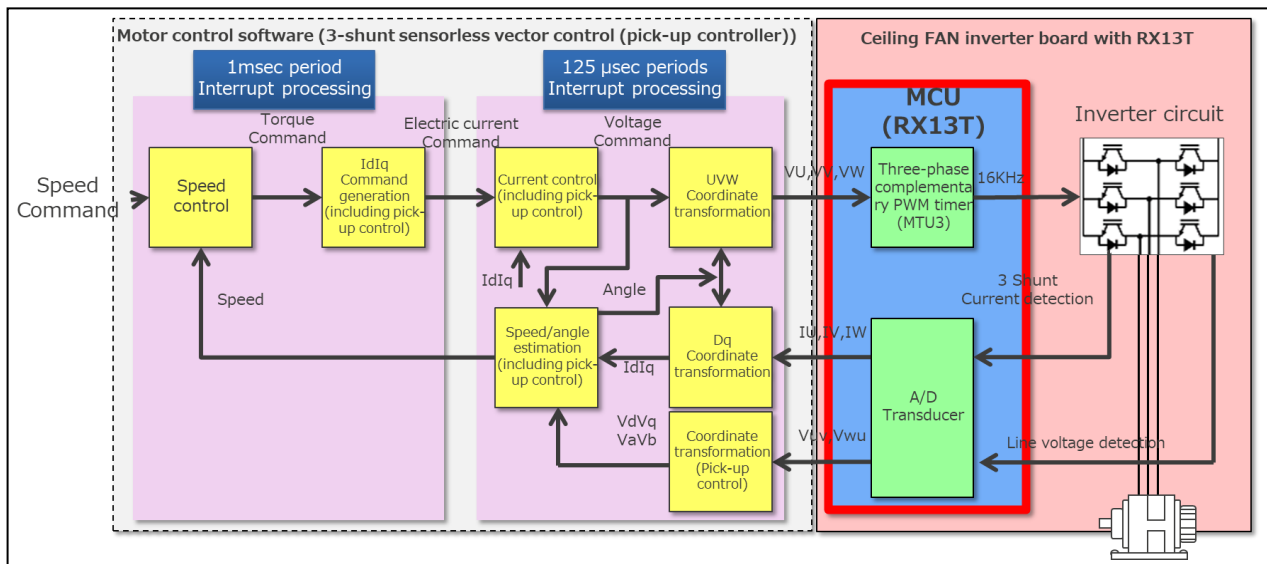 Motor control software (3-shunt sensorless vector control (pick-up controller))
Ceiling FAN inverter board with RX13T
1msec period
Interrupt processing
125 μsec periods
Interrupt processing
MCU
(RX13T)
Inverter circuit
Torque
Command
Electric current
Command
Voltage
Command
Speed
Command
Speed
control
IdIq
Command
generation
(including pick-
up control)
Current control
(including pick-
up control)
UVW
Coordinate
transformation
VU,VV,VW
Three-phase
complementa
ry PWM timer
(MTU3)
16KHz
IdIq
Angle
Speed
3 Shunt
Current detection
Speed/angle
estimation
(including pick-
up control)
IdIq
Dq
Coordinate
transformation
IU,IV,IW
A/D
Transducer
VdVq
VaVb
Coordinate
transformation
(Pick-up
control)
Vuv,Vwu
Line voltage detection